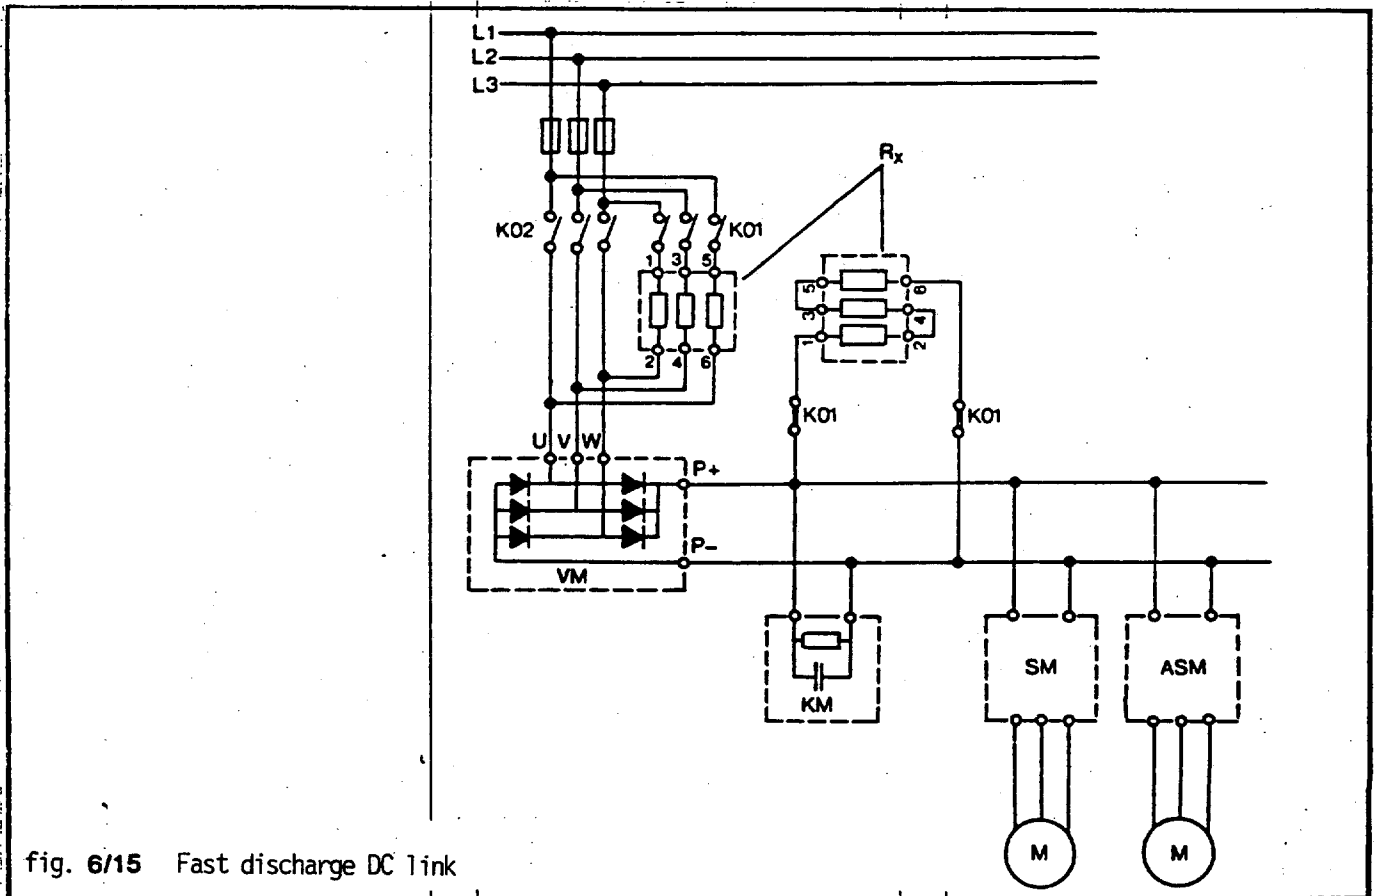 L1
L2
L3
Rx
K02 K01
1 3 5
2 4 6
5 6
3 4
1 2
K01 K01
U V W
P+
P-
VM
KM
SM ASM
M M
fig. 6/15 Fast discharge DC link